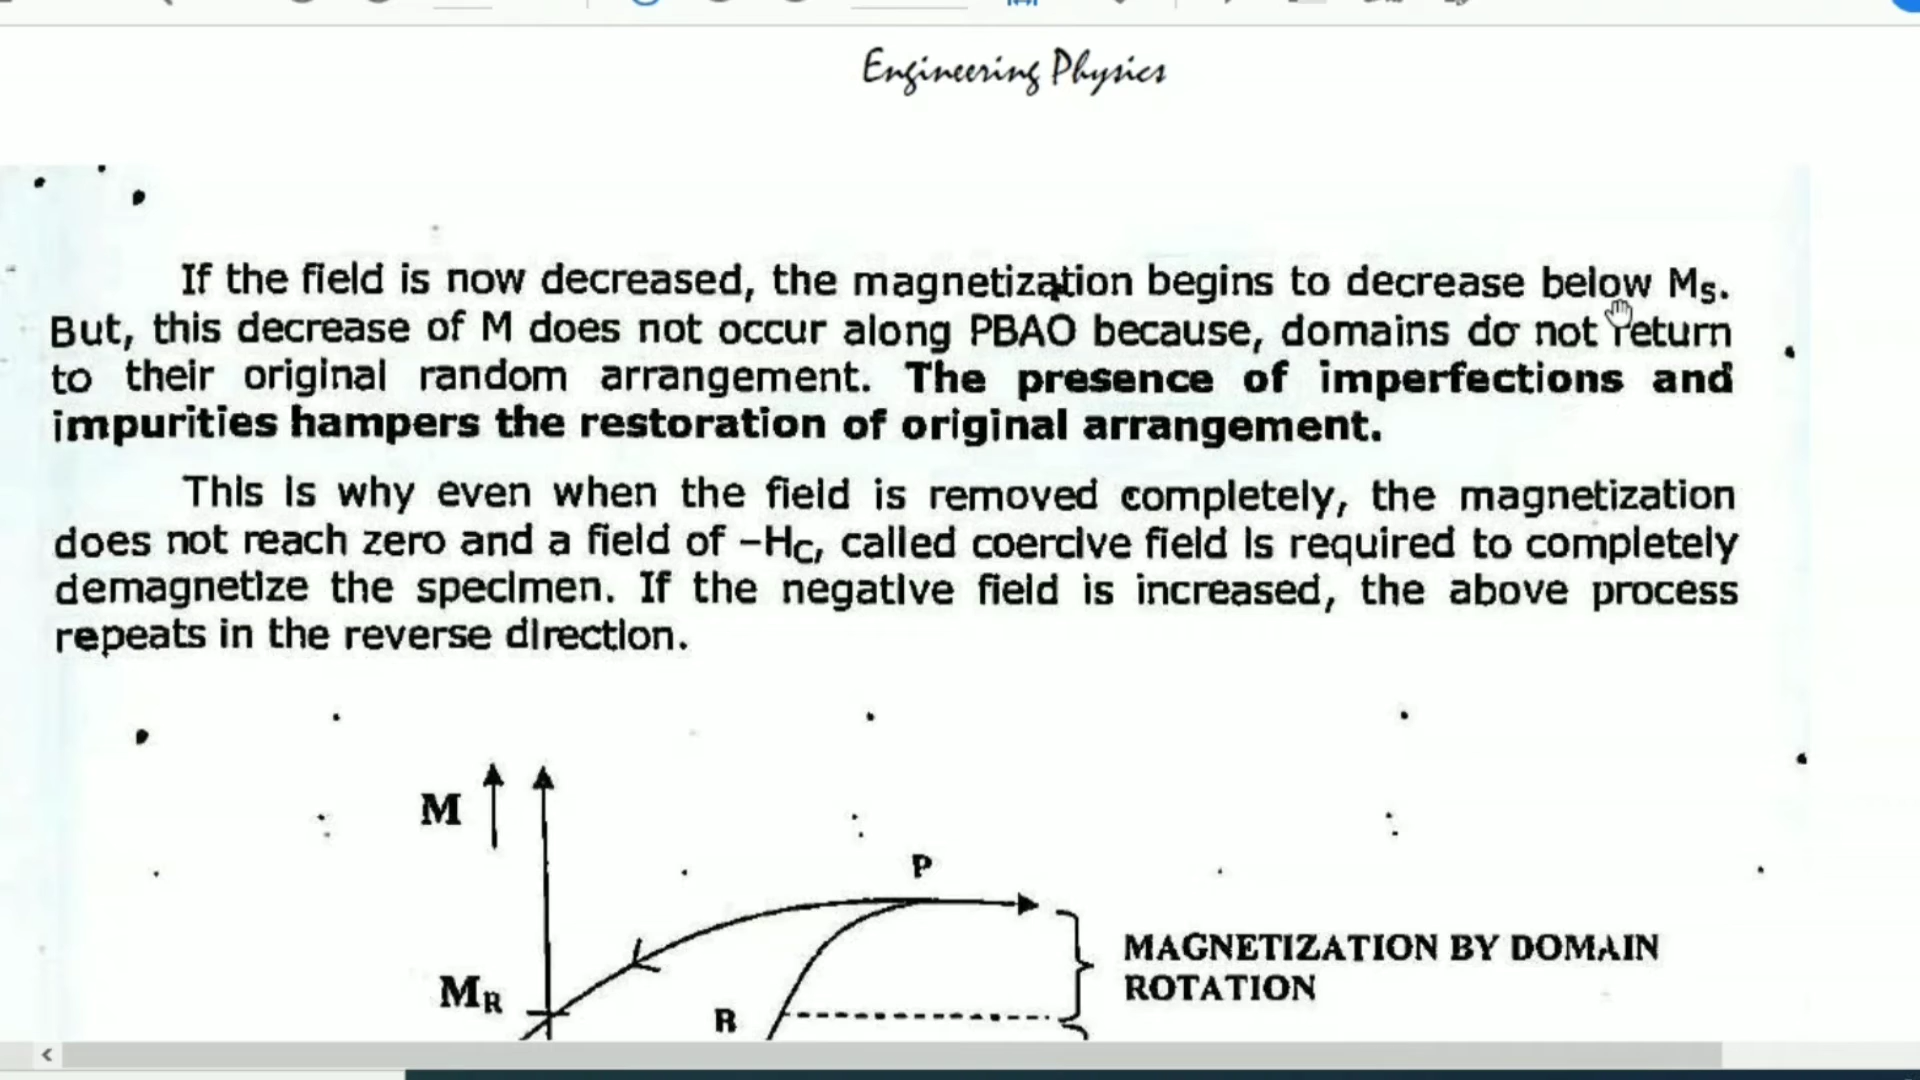 Engineering Physics
If the field is now decreased, the magnetization begins to decrease below Ms.
But, this decrease of M does not occur along PBAO because, domains do not return
to their original random arrangement. The presence of imperfections and
impurities hampers the restoration of original arrangement.
This is why even when the field is removed completely, the magnetization
does not reach zero and a field of –Hc, called coercive field is required to completely
demagnetize the specimen. If the negative field is increased, the above process
repeats in the reverse direction.
M
P
MAGNETIZATION BY DOMAIN
ROTATION
MR
B